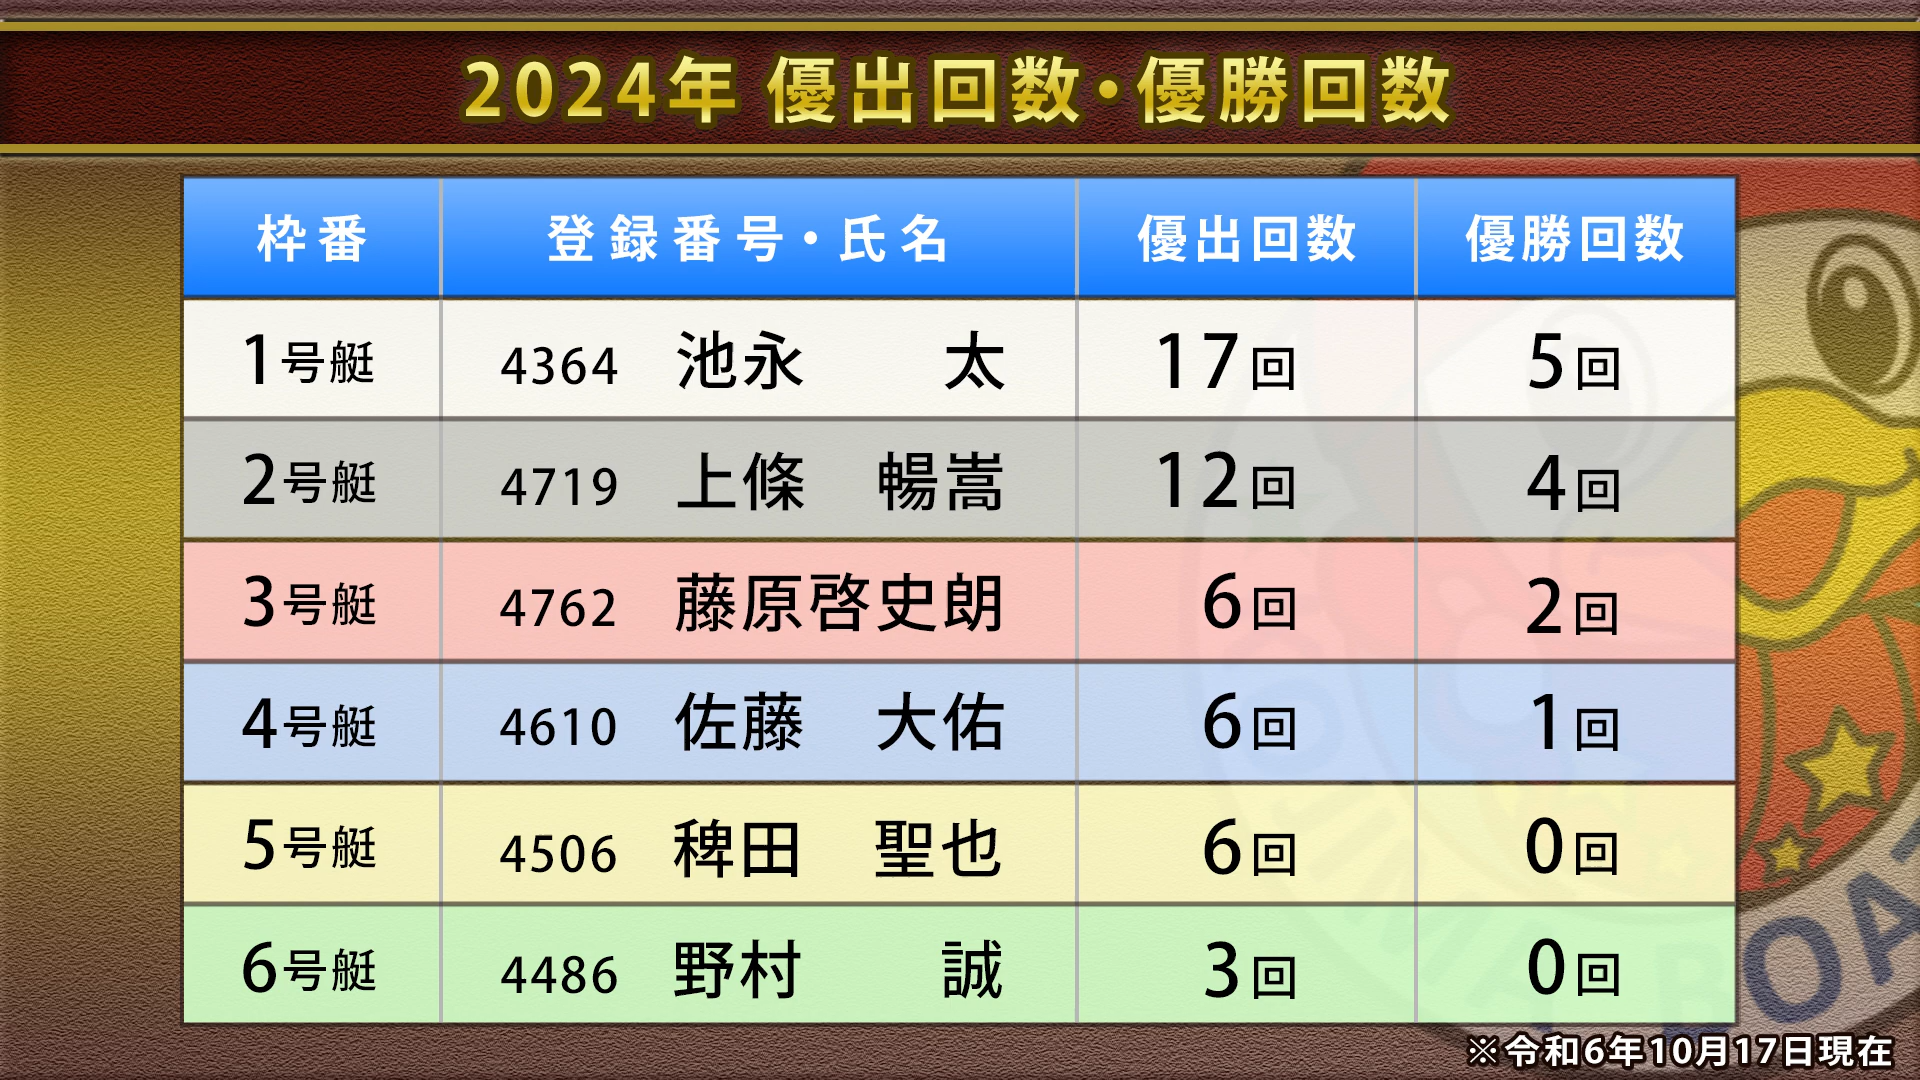 2024年 優出回数・優勝回数
枠番 登録番号・氏名 優出回数 優勝回数
1号艇 4364 池永 太 17回 5回
2号艇 4719 上條 暢嵩 12回 4回
3号艇 4762 藤原啓史朗 6回 2回
4号艇 4610 佐藤 大佑 6回 1回
5号艇 4506 稗田 聖也 6回 0回
6号艇 4486 野村 誠 3回 0回
※令和6年10月17日現在